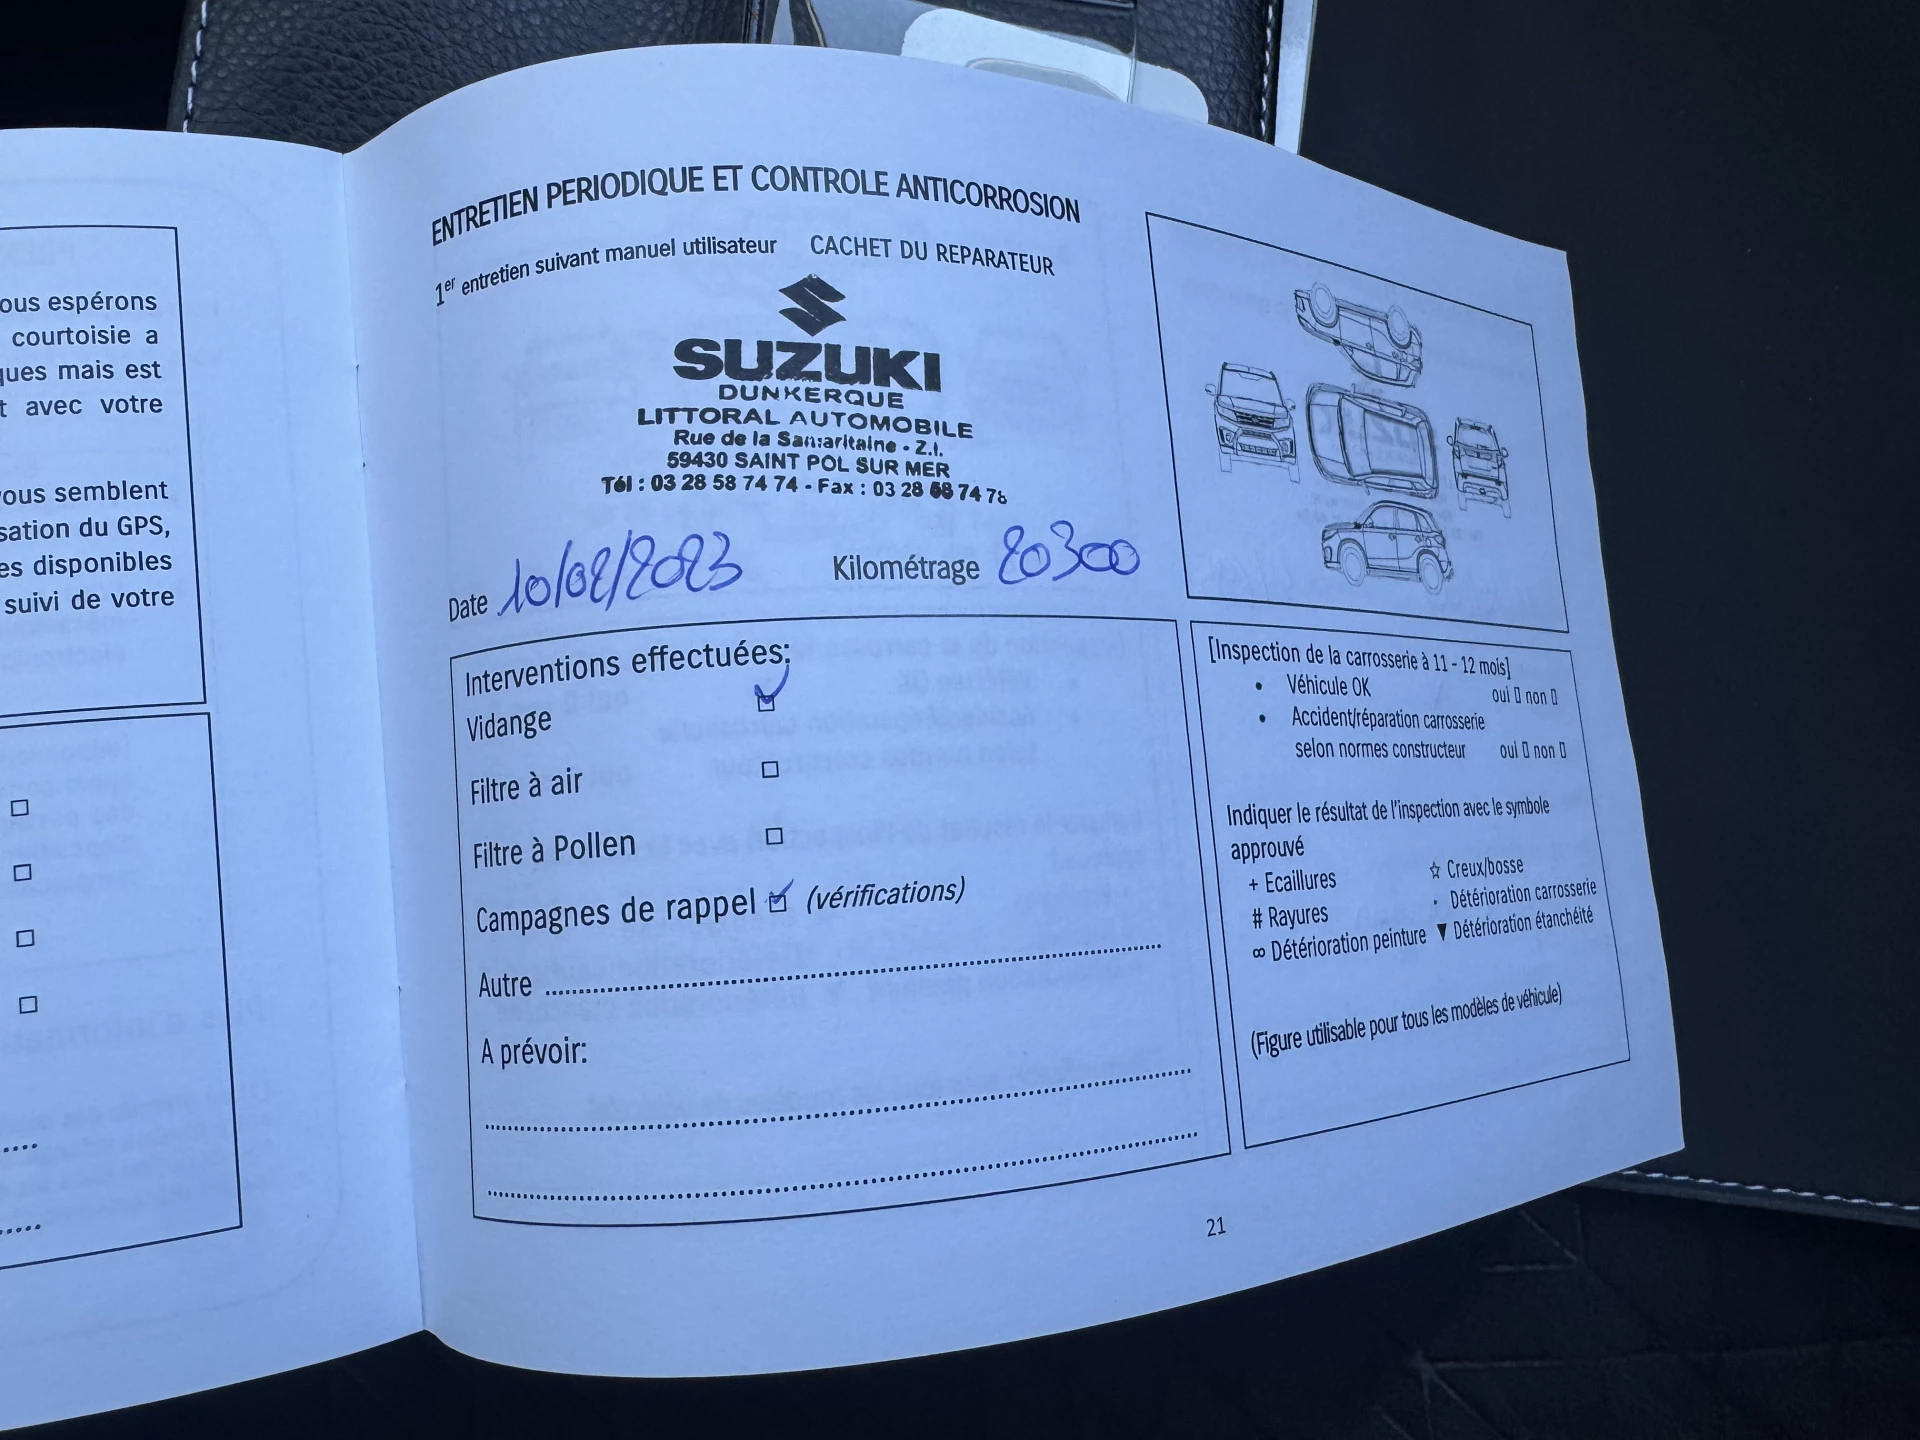 ous espérons
courtoisie a
ques mais est
t avec votre
vous semblent
sation du GPS,
es disponibles
suivi de votre
ENTRETIEN PERIODIQUE ET CONTROLE ANTICORROSION
1er entretien suivant manuel utilisateur CACHET DU REPARATEUR
SUZUKI
DUNKERQUE
LITTORAL AUTOMOBILE
Rue de la Samaritaine - Z.I.
59430 SAINT POL SUR MER
Tél : 03 28 58 74 74 - Fax : 03 28 58 74 78
Date 10/02/2023 Kilométrage 20300
Interventions effectuées:
Vidange
Filtre à air
Filtre à Pollen
Campagnes de rappel (vérifications)
Autre
A prévoir:
[Inspection de la carrosserie à 11 - 12 mois]
• Véhicule OK oui ▯ non ▯
• Accident/réparation carrosserie
selon normes constructeur oui ▯ non ▯
Indiquer le résultat de l'inspection avec le symbole
approuvé
+ Ecaillures ☆ Creux/bosse
# Rayures · Détérioration carrosserie
∞ Détérioration peinture ▼ Détérioration étanchéité
(Figure utilisable pour tous les modèles de véhicule)
21